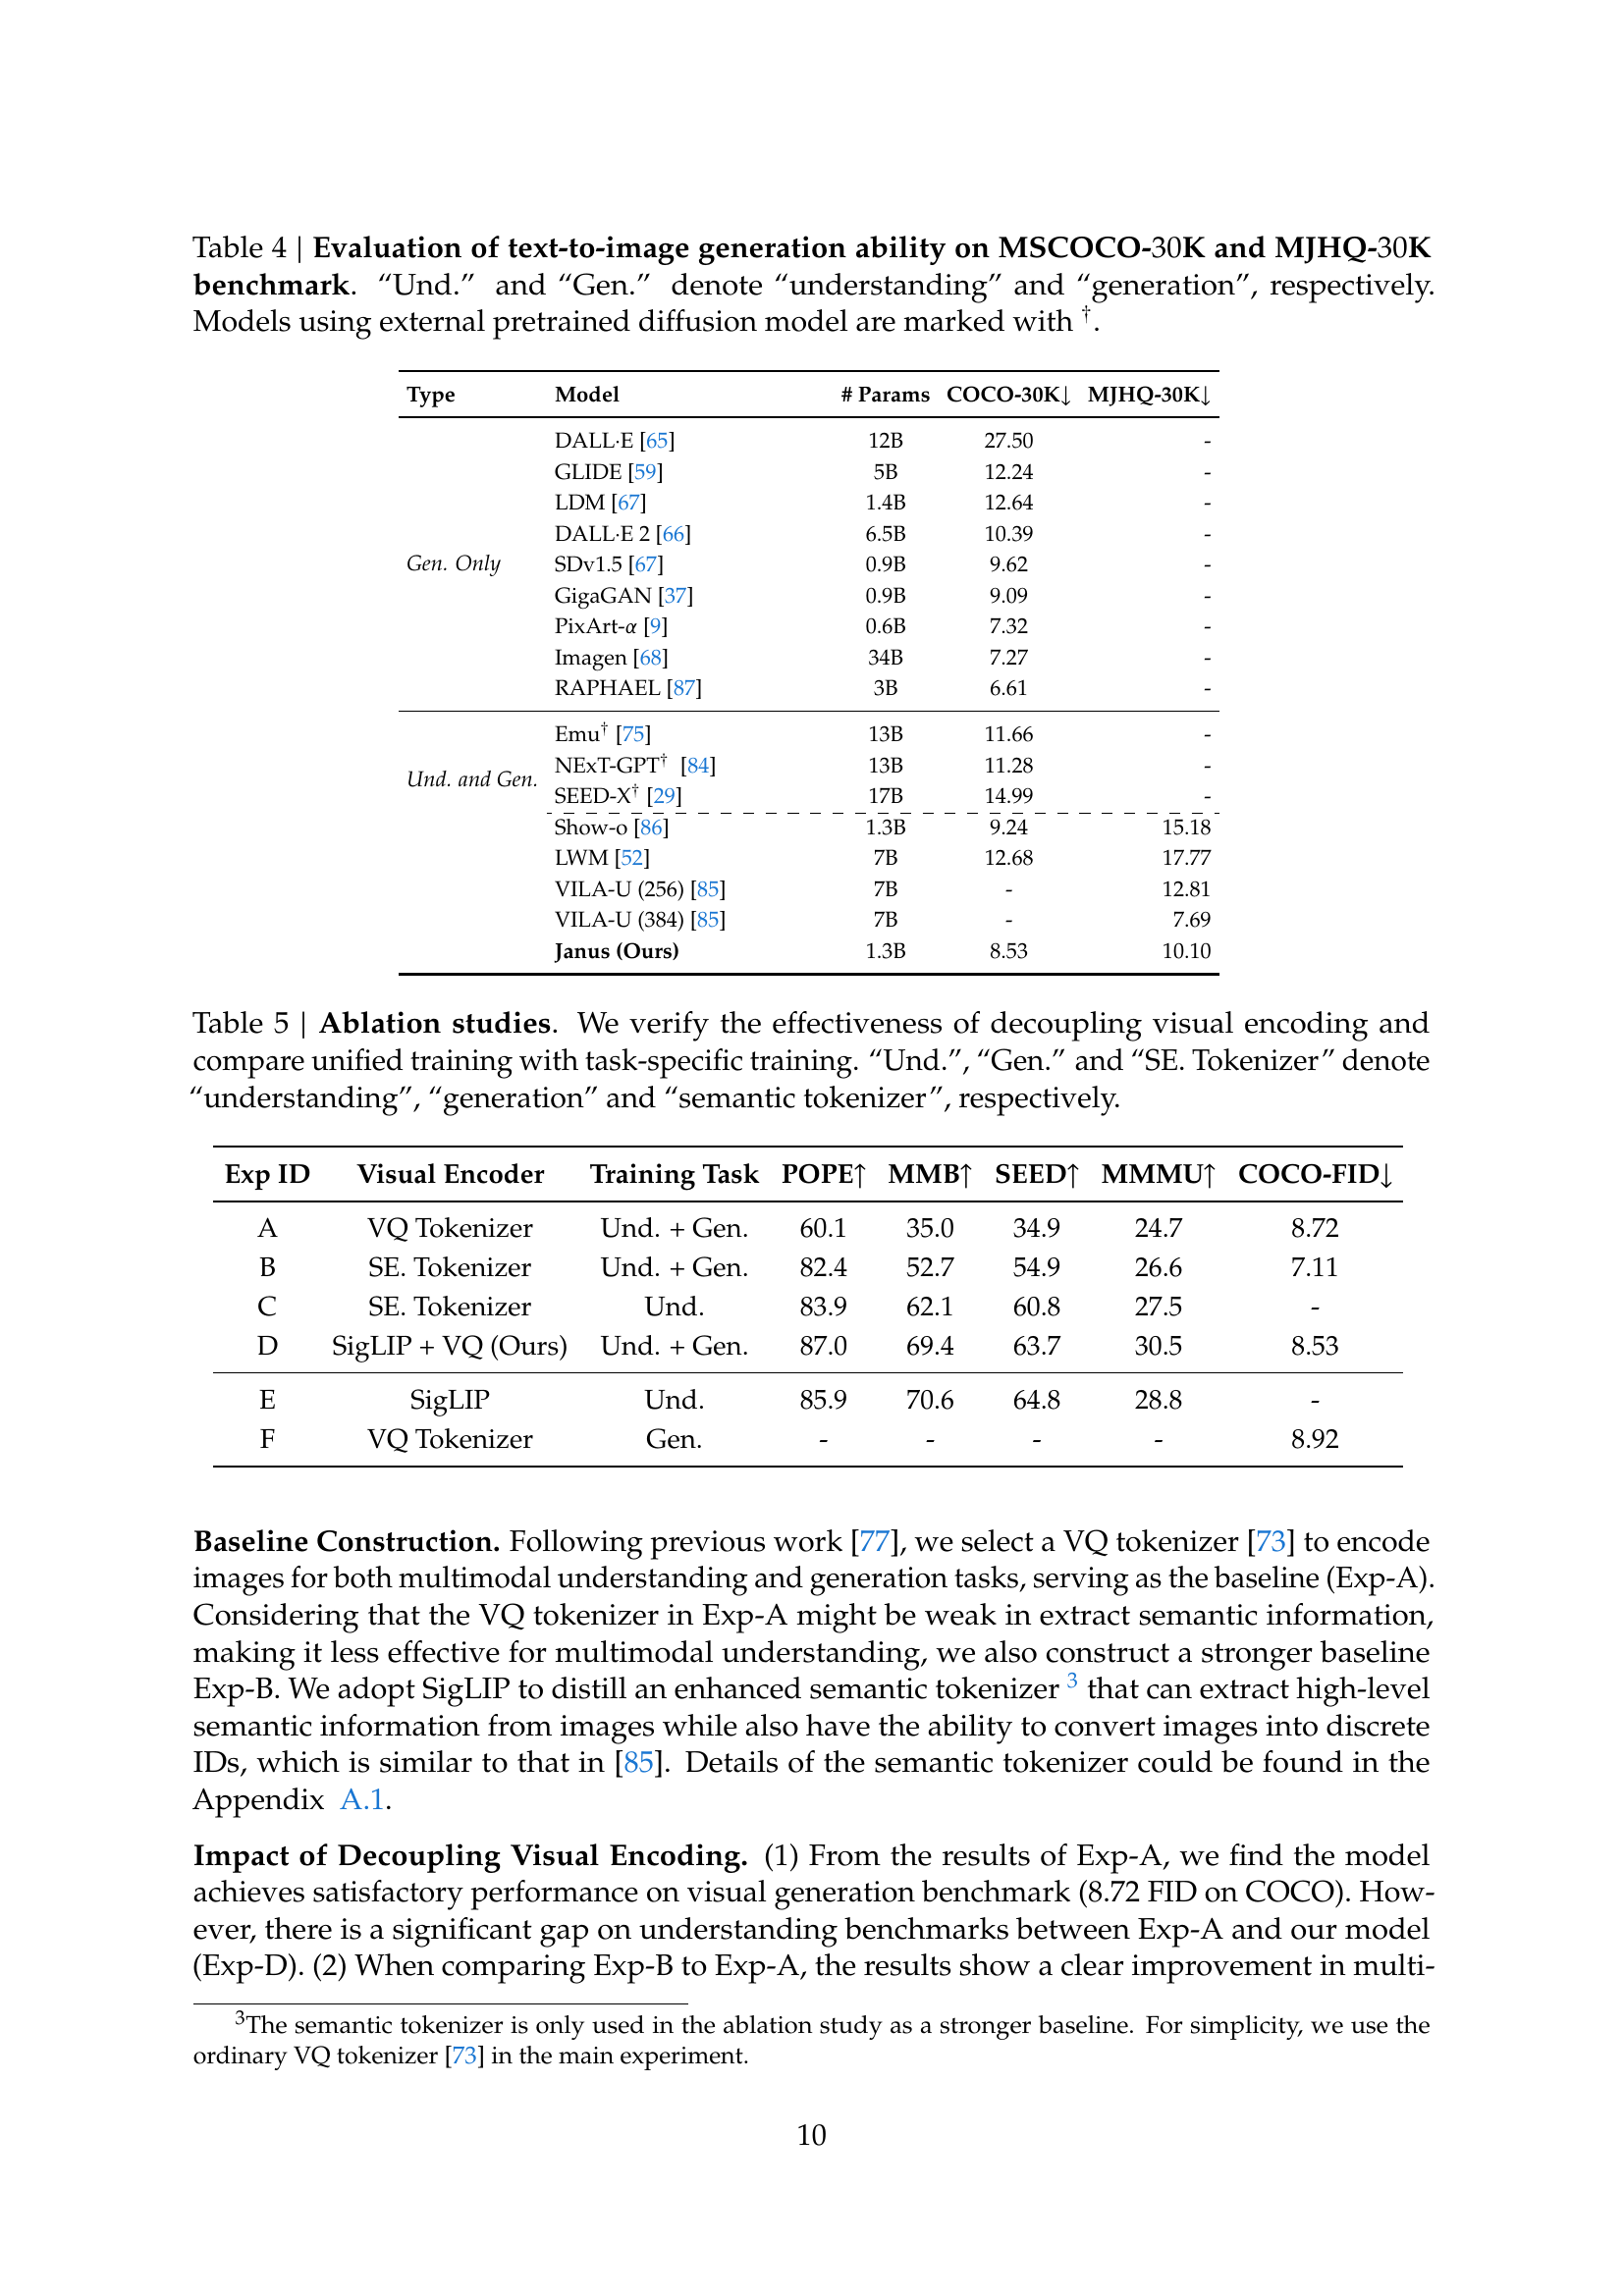 Table 4 | Evaluation of text-to-image generation ability on MSCOCO-30K and MJHQ-30K
benchmark. “Und.” and “Gen.” denote “understanding” and “generation”, respectively.
Models using external pretrained diffusion model are marked with †.
Type Model # Params COCO-30K↓ MJHQ-30K↓
Gen. Only
DALL·E [65] 12B 27.50 -
GLIDE [59] 5B 12.24 -
LDM [67] 1.4B 12.64 -
DALL·E 2 [66] 6.5B 10.39 -
SDv1.5 [67] 0.9B 9.62 -
GigaGAN [37] 0.9B 9.09 -
PixArt-α [9] 0.6B 7.32 -
Imagen [68] 34B 7.27 -
RAPHAEL [87] 3B 6.61 -
Und. and Gen.
Emu† [75] 13B 11.66 -
NExT-GPT† [84] 13B 11.28 -
SEED-X† [29] 17B 14.99 -
Show-o [86] 1.3B 9.24 15.18
LWM [52] 7B 12.68 17.77
VILA-U (256) [85] 7B - 12.81
VILA-U (384) [85] 7B - 7.69
Janus (Ours) 1.3B 8.53 10.10
Table 5 | Ablation studies. We verify the effectiveness of decoupling visual encoding and
compare unified training with task-specific training. “Und.”, “Gen.” and “SE. Tokenizer” denote
“understanding”, “generation” and “semantic tokenizer”, respectively.
Exp ID Visual Encoder Training Task POPE↑ MMB↑ SEED↑ MMMU↑ COCO-FID↓
A VQ Tokenizer Und. + Gen. 60.1 35.0 34.9 24.7 8.72
B SE. Tokenizer Und. + Gen. 82.4 52.7 54.9 26.6 7.11
C SE. Tokenizer Und. 83.9 62.1 60.8 27.5 -
D SigLIP + VQ (Ours) Und. + Gen. 87.0 69.4 63.7 30.5 8.53
E SigLIP Und. 85.9 70.6 64.8 28.8 -
F VQ Tokenizer Gen. - - - - 8.92
Baseline Construction. Following previous work [77], we select a VQ tokenizer [73] to encode
images for both multimodal understanding and generation tasks, serving as the baseline (Exp-A).
Considering that the VQ tokenizer in Exp-A might be weak in extract semantic information,
making it less effective for multimodal understanding, we also construct a stronger baseline
Exp-B. We adopt SigLIP to distill an enhanced semantic tokenizer 3 that can extract high-level
semantic information from images while also have the ability to convert images into discrete
IDs, which is similar to that in [85]. Details of the semantic tokenizer could be found in the
Appendix A.1.
Impact of Decoupling Visual Encoding. (1) From the results of Exp-A, we find the model
achieves satisfactory performance on visual generation benchmark (8.72 FID on COCO). How-
ever, there is a significant gap on understanding benchmarks between Exp-A and our model
(Exp-D). (2) When comparing Exp-B to Exp-A, the results show a clear improvement in multi-
3The semantic tokenizer is only used in the ablation study as a stronger baseline. For simplicity, we use the
ordinary VQ tokenizer [73] in the main experiment.
10